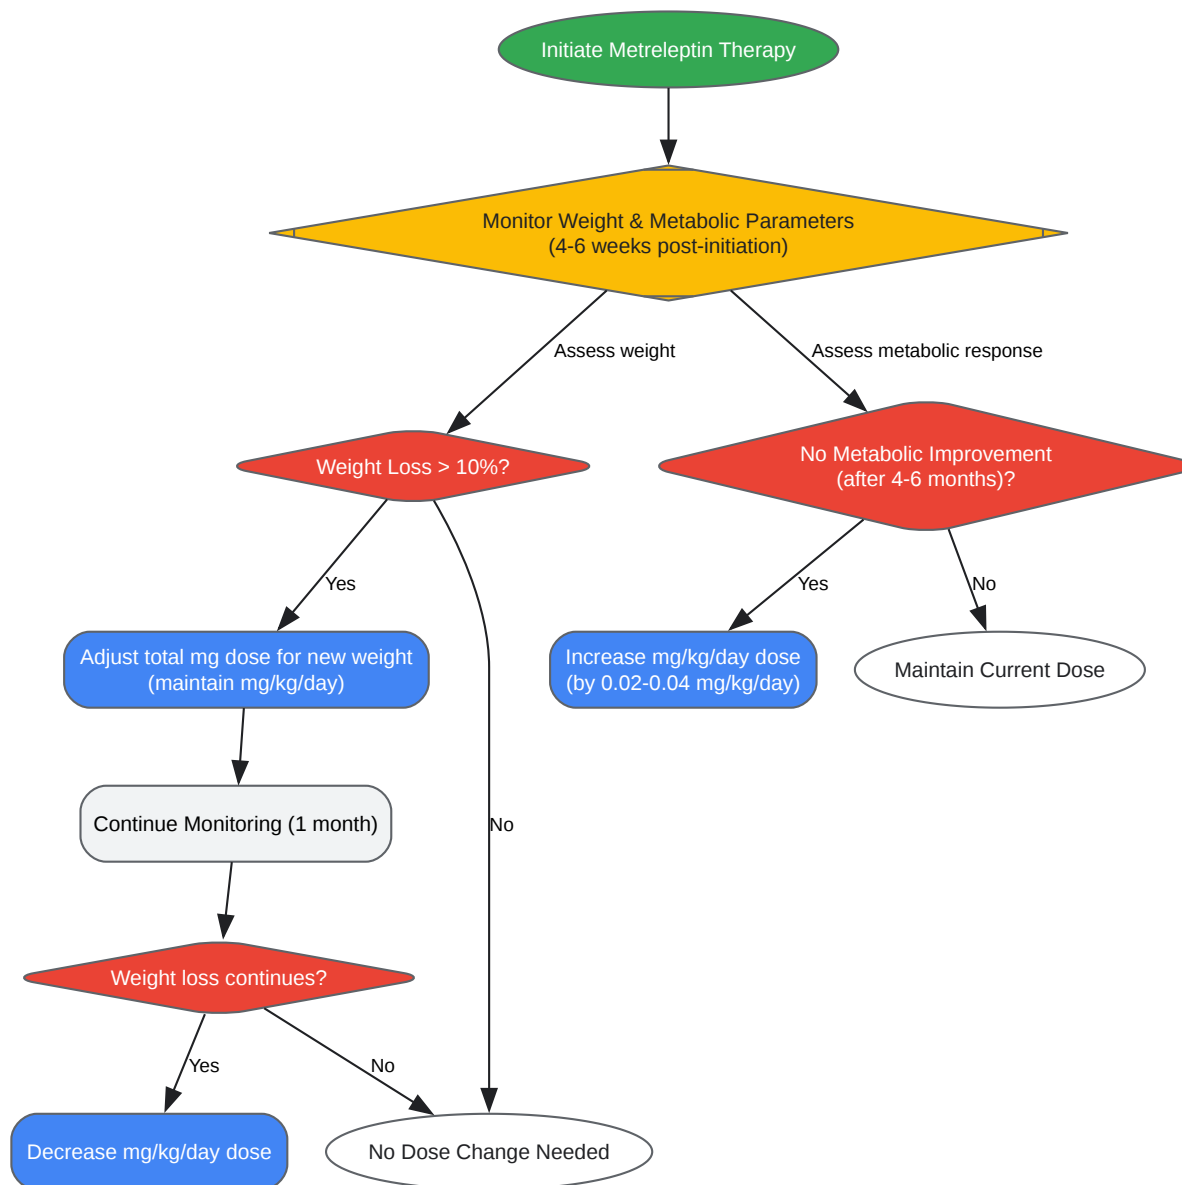 Initiate Metreleptin Therapy
Monitor Weight & Metabolic Parameters
(4-6 weeks post-initiation)
Assess weight
Assess metabolic response
Weight Loss > 10%?
No Metabolic Improvement
(after 4-6 months)?
Yes
Yes
No
Adjust total mg dose for new weight
(maintain mg/kg/day)
Increase mg/kg/day dose
(by 0.02-0.04 mg/kg/day)
Maintain Current Dose
Continue Monitoring (1 month)
No
Weight loss continues?
Yes
No
Decrease mg/kg/day dose
No Dose Change Needed